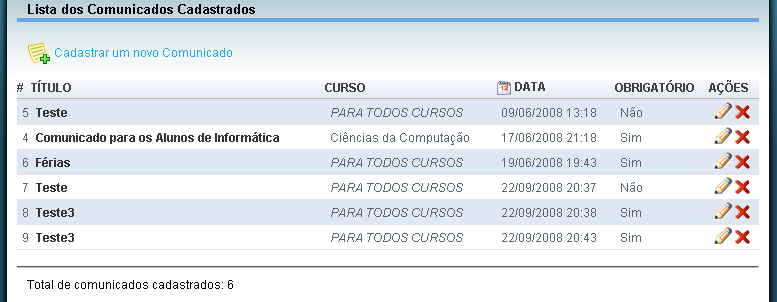 Lista dos Comunicados Cadastrados
Cadastrar um novo Comunicado
# TÍTULO CURSO 12 DATA OBRIGATÓRIO AÇÕES
5 Teste PARA TODOS CURSOS 09/06/2008 13:18 Não
4 Comunicado para os Alunos de Informática Ciências da Computação 17/06/2008 21:18 Sim
6 Férias PARA TODOS CURSOS 19/06/2008 19:43 Sim
7 Teste PARA TODOS CURSOS 22/09/2008 20:37 Não
8 Teste3 PARA TODOS CURSOS 22/09/2008 20:38 Sim
9 Teste3 PARA TODOS CURSOS 22/09/2008 20:43 Sim
Total de comunicados cadastrados: 6